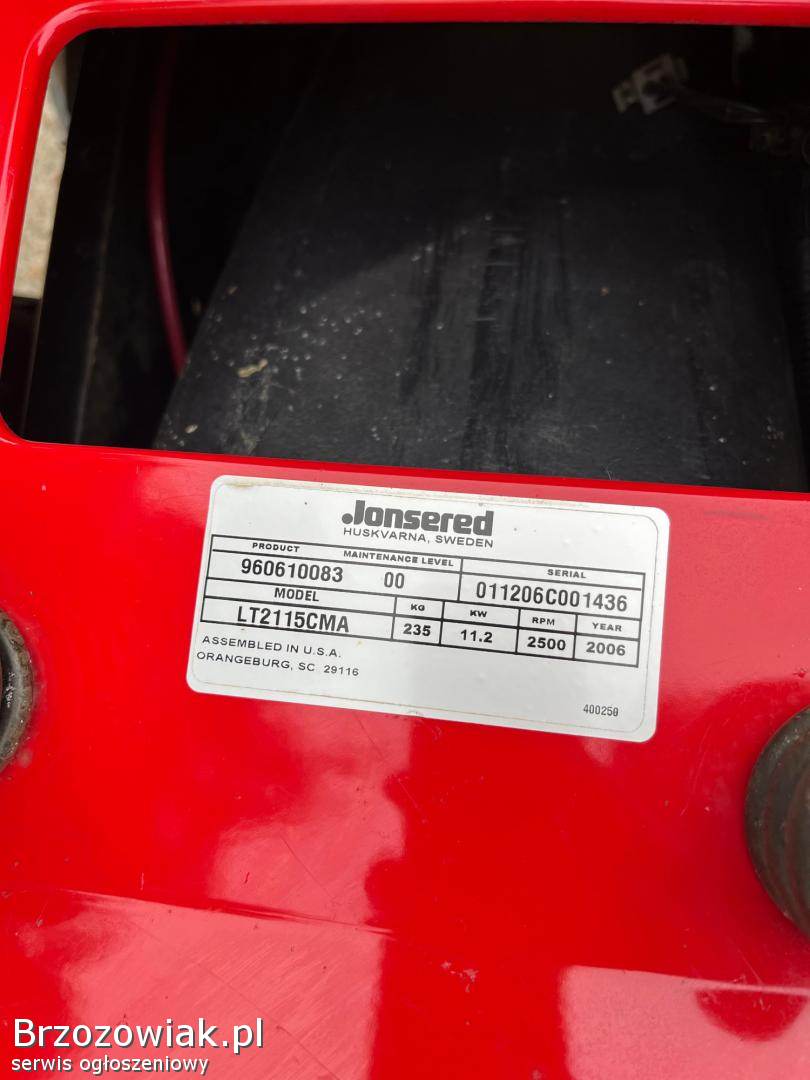 Jonsered
HUSKVARNA, SWEDEN
PRODUCT MAINTENANCE LEVEL SERIAL
960610083 00 011206C001436
MODEL KG KW RPM YEAR
LT2115CMA 235 11.2 2500 2006
ASSEMBLED IN U.S.A.
ORANGEBURG, SC 29116
400250
Brzozowiak.pl
serwis ogłoszeniowy